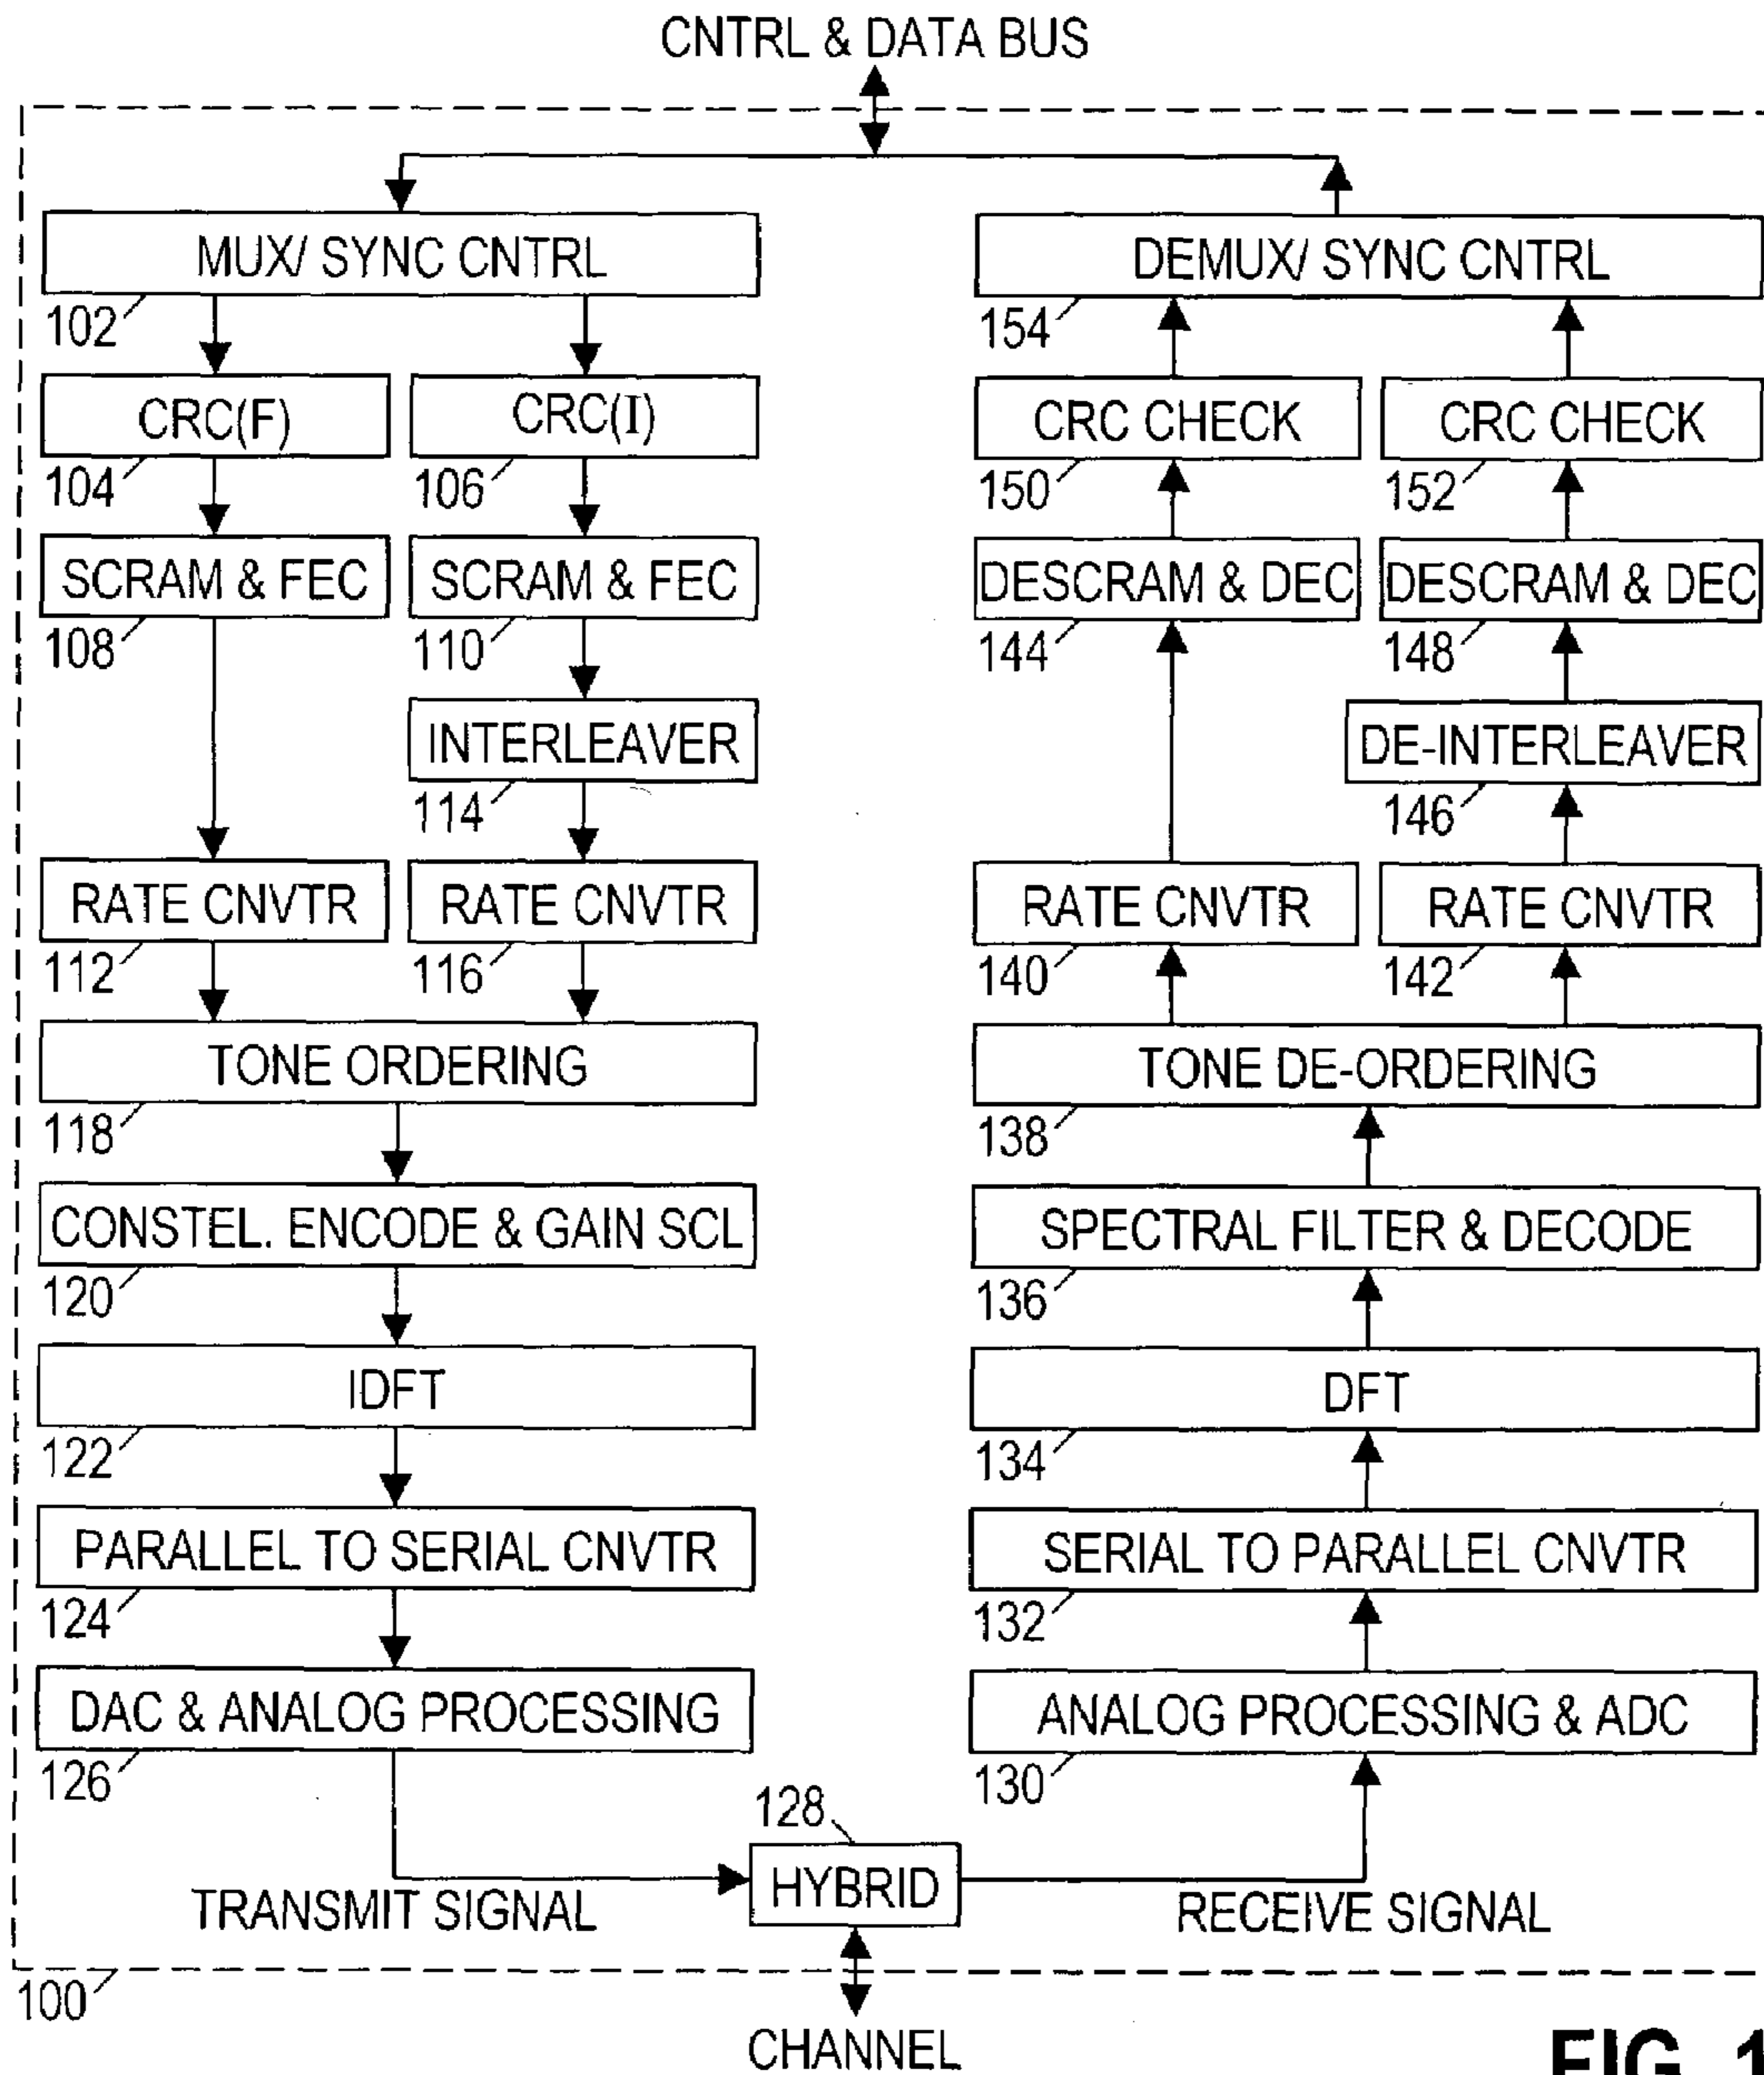 CNTRL & DATA BUS
MUX/ SYNC CNTRL
102
CRC(F)
104
CRC(I)
106
SCRAM & FEC
108
SCRAM & FEC
110
INTERLEAVER
114
RATE CNVTR
112
RATE CNVTR
116
TONE ORDERING
118
CONSTEL. ENCODE & GAIN SCL
120
IDFT
122
PARALLEL TO SERIAL CNVTR
124
DAC & ANALOG PROCESSING
126
TRANSMIT SIGNAL
128
HYBRID
DEMUX/ SYNC CNTRL
154
CRC CHECK
150
CRC CHECK
152
DESCRAM & DEC
144
DESCRAM & DEC
148
DE-INTERLEAVER
146
RATE CNVTR
140
RATE CNVTR
142
TONE DE-ORDERING
138
SPECTRAL FILTER & DECODE
136
DFT
134
SERIAL TO PARALLEL CNVTR
132
ANALOG PROCESSING & ADC
130
RECEIVE SIGNAL
100
CHANNEL
FIG. 1